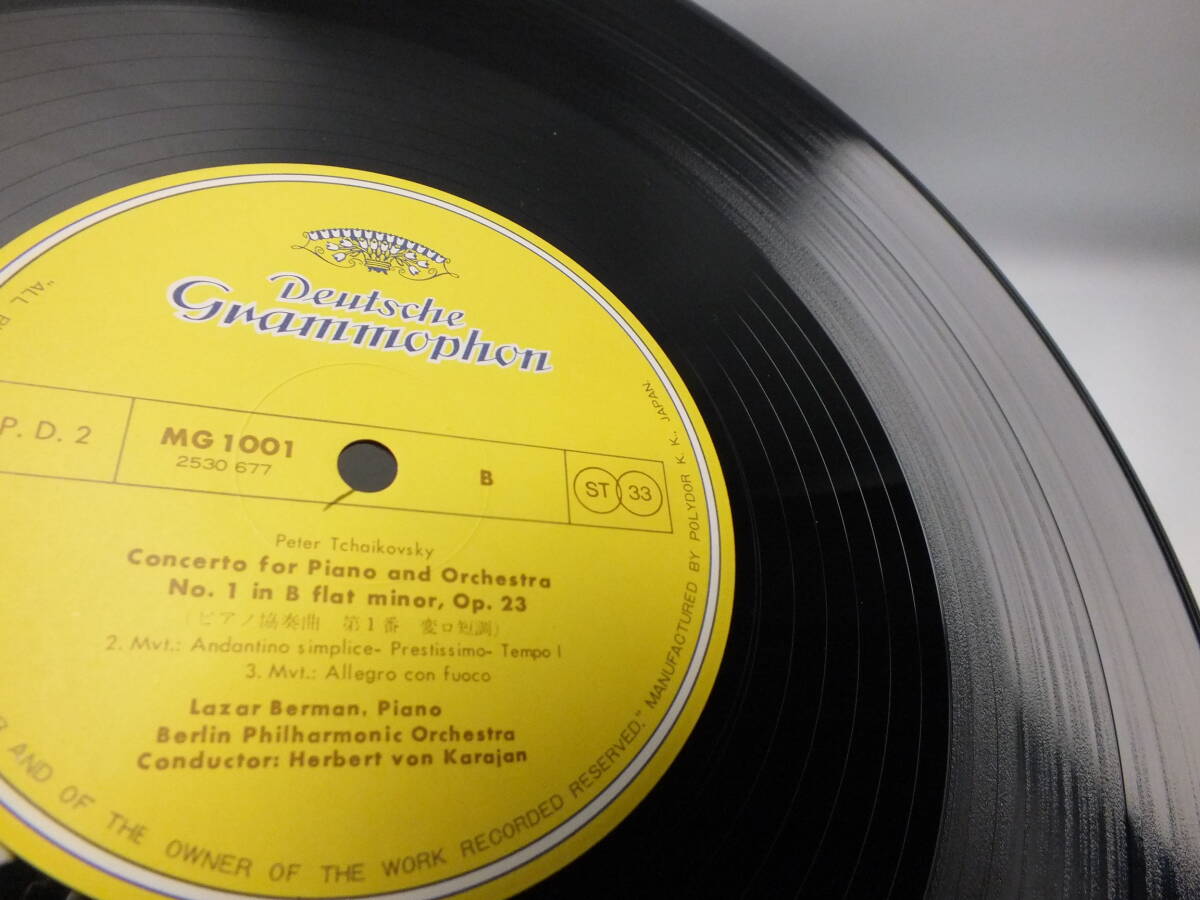 Deutsche
Grammophon
P. D. 2
MG 1001
2530 677
B
ST 33
Peter Tchaikovsky
Concerto for Piano and Orchestra
No. 1 in B flat minor, Op. 23
(ピアノ協奏曲 第1番 変ロ短調)
2. Mvt.: Andantino simplice- Prestissimo- Tempo I
3. Mvt.: Allegro con fuoco
Lazar Berman, Piano
Berlin Philharmonic Orchestra
Conductor: Herbert von Karajan
"ALL
AND OF THE OWNER OF THE WORK RECORDED RESERVED." MANUFACTURED BY POLYDOR K. K., JAPAN.